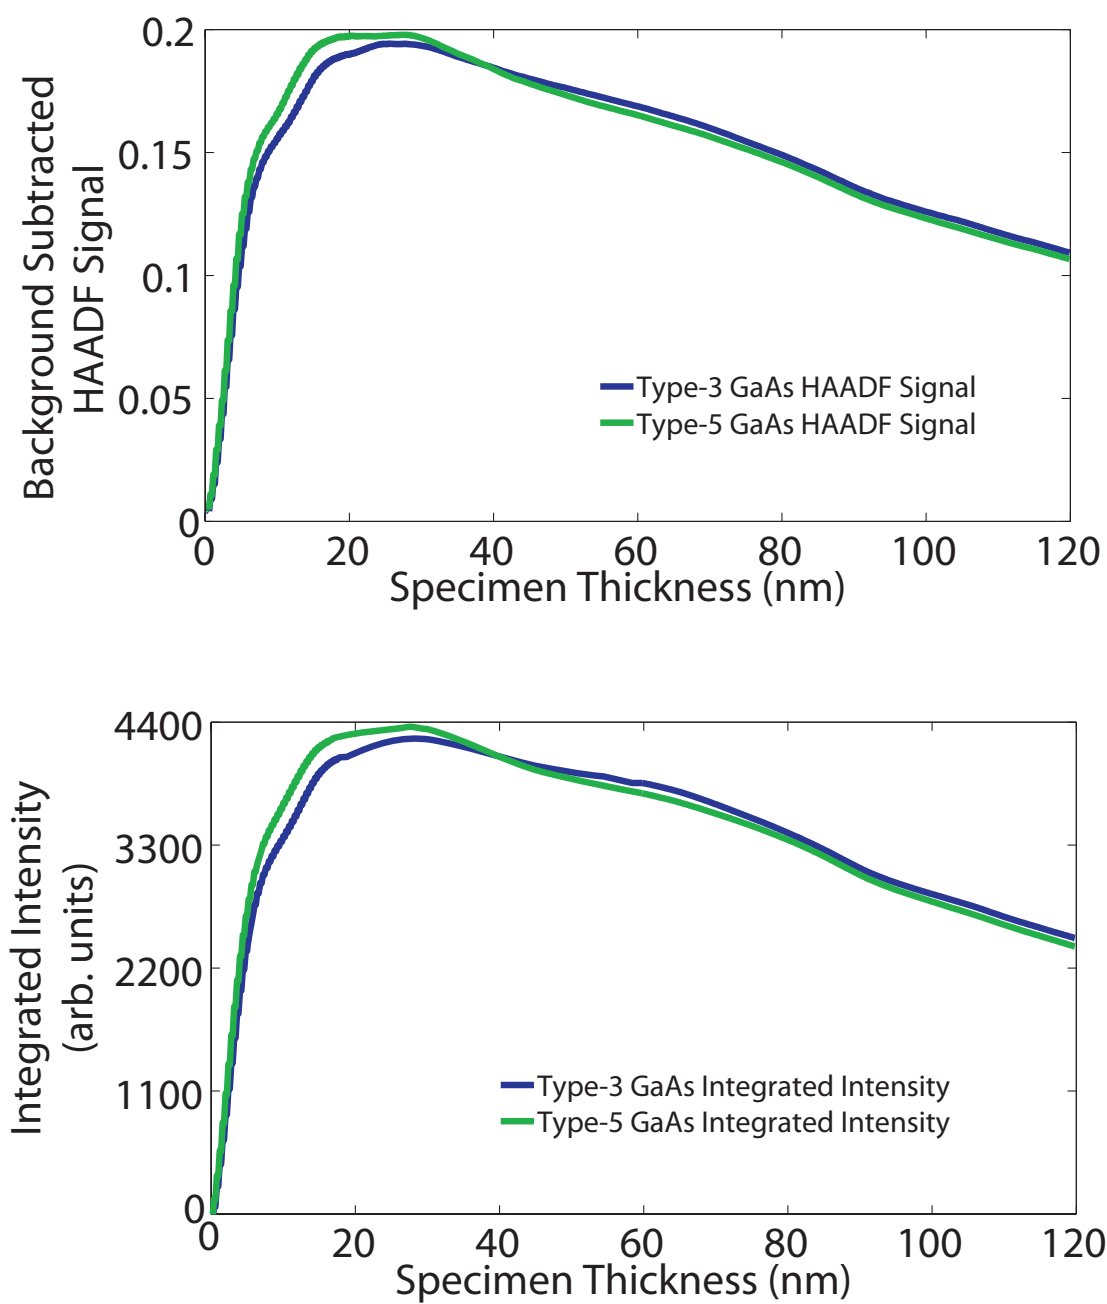 Background Subtracted
HAADF Signal
0.2
0.15
0.1
0.05
0
Type-3 GaAs HAADF Signal
Type-5 GaAs HAADF Signal
0 20 40 60 80 100 120
Specimen Thickness (nm)
Integrated Intensity
(arb. units)
4400
3300
2200
1100
0
Type-3 GaAs Integrated Intensity
Type-5 GaAs Integrated Intensity
0 20 40 60 80 100 120
Specimen Thickness (nm)